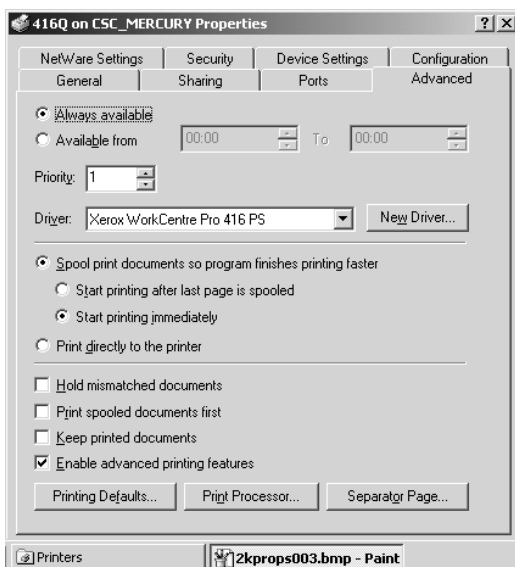 416Q on CSC_MERCURY Properties
NetWare Settings Security Device Settings Configuration
General Sharing Ports Advanced
Always available
Available from 00:00 To 00:00
Priority: 1
Driver: Xerox WorkCentre Pro 416 PS New Driver...
Spool print documents so program finishes printing faster
Start printing after last page is spooled
Start printing immediately
Print directly to the printer
Hold mismatched documents
Print spooled documents first
Keep printed documents
Enable advanced printing features
Printing Defaults... Print Processor... Separator Page...
Printers 2kprops003.bmp - Paint